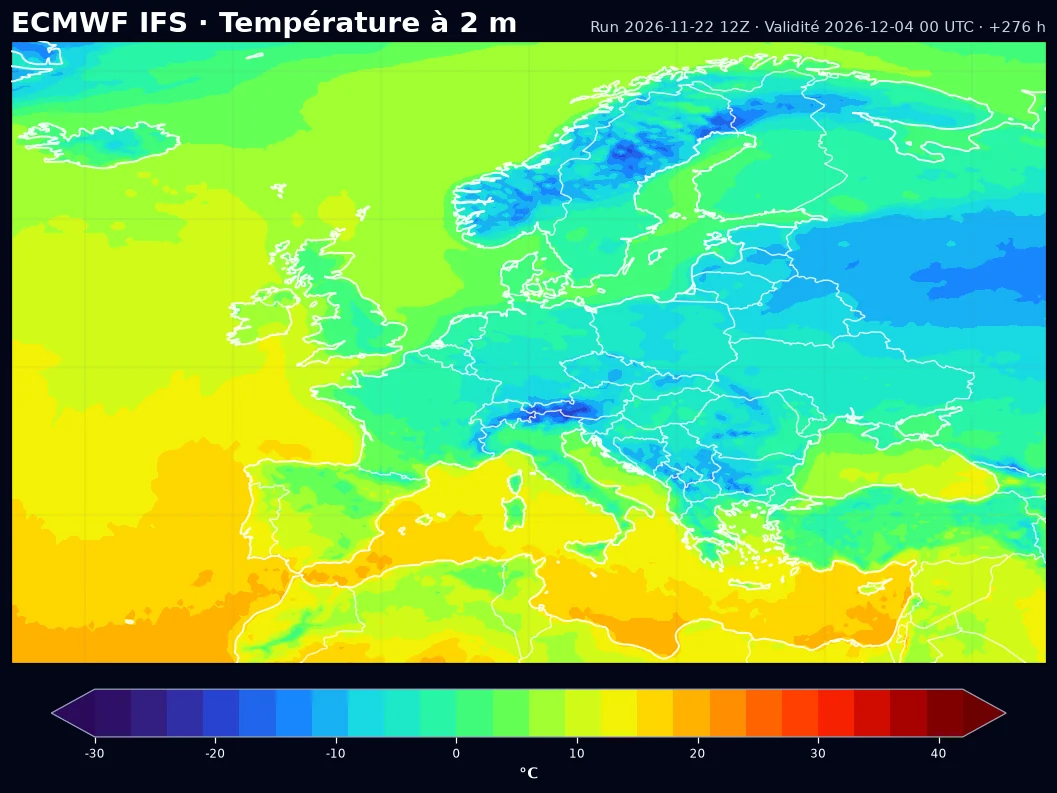 ECMWF IFS · Température à 2 m
Run 2026-11-22 12Z · Validité 2026-12-04 00 UTC · +276 h
-30 -20 -10 0 10 20 30 40
°C